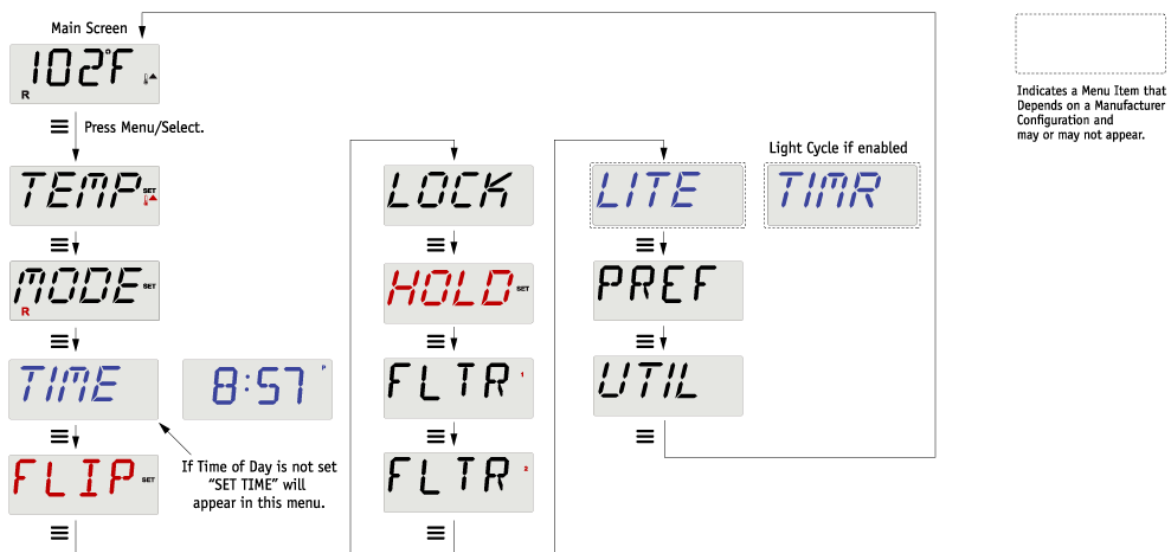 Main Screen
102°F
R
Press Menu/Select.
TEMP SET
MODE SET
R
TIME
8:57 P
If Time of Day is not set
“SET TIME” will
appear in this menu.
FLIP SET
LOCK
HOLD SET
FLTR 1
FLTR 2
LITE
Light Cycle if enabled
TIMR
PREF
UTIL
Indicates a Menu Item that
Depends on a Manufacturer
Configuration and
may or may not appear.